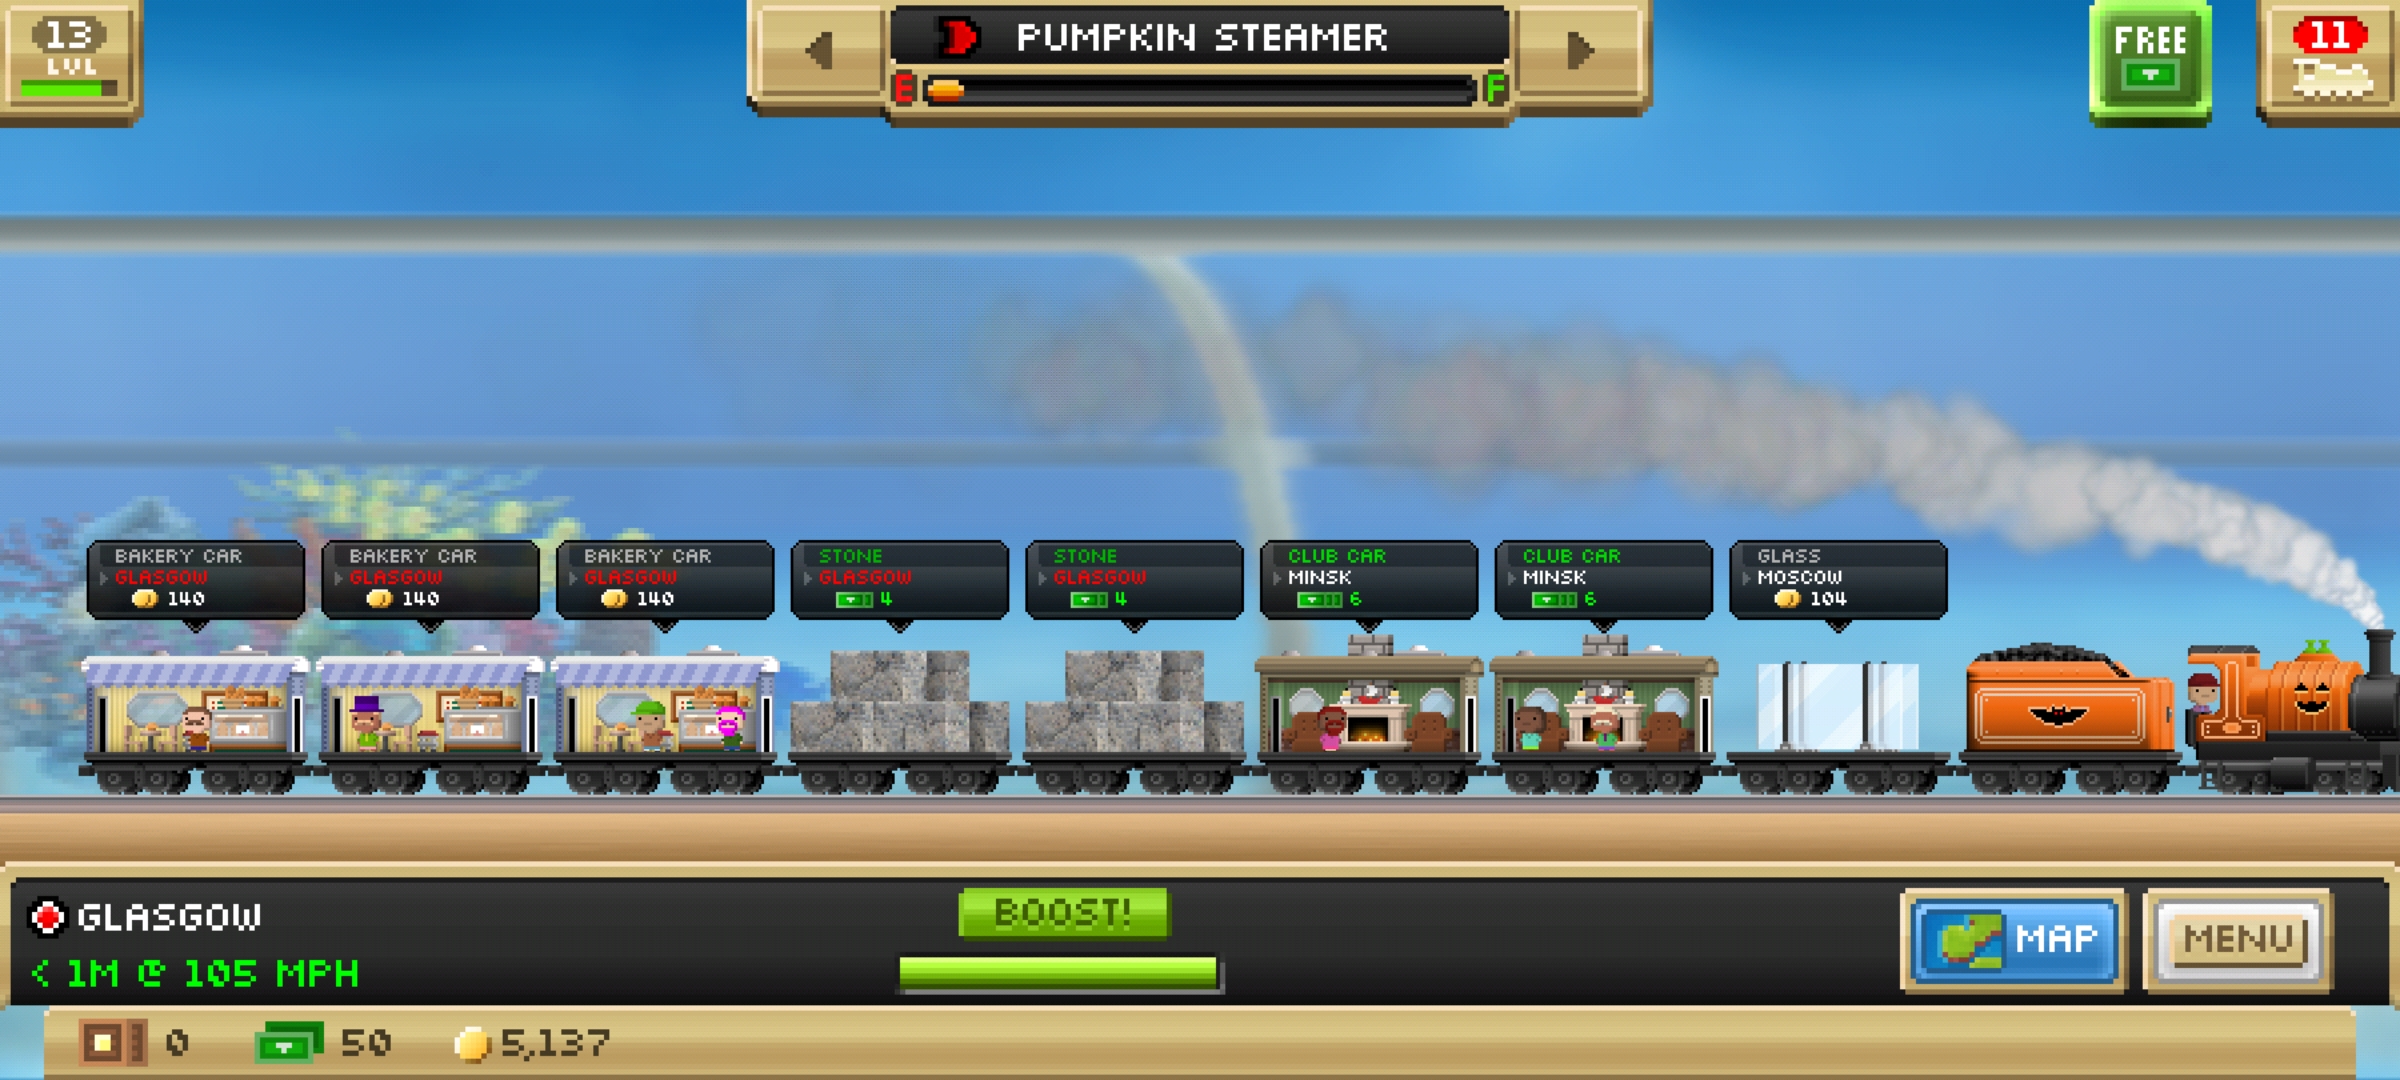 13
LVL
PUMPKIN STEAMER
E F
FREE
11
BAKERY CAR
GLASGOW
140
BAKERY CAR
GLASGOW
140
BAKERY CAR
GLASGOW
140
STONE
GLASGOW
4
STONE
GLASGOW
4
CLUB CAR
MINSK
6
CLUB CAR
MINSK
6
GLASS
MOSCOW
104
GLASGOW
< 1M @ 105 MPH
BOOST!
MAP
MENU
0 50 5,137